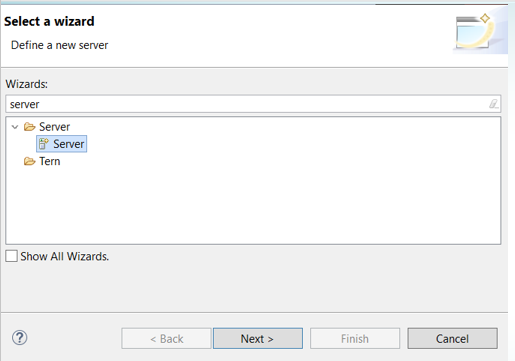 Select a wizard
Define a new server
Wizards:
server
Server
Server
Tern
Show All Wizards.
?
< Back
Next >
Finish
Cancel